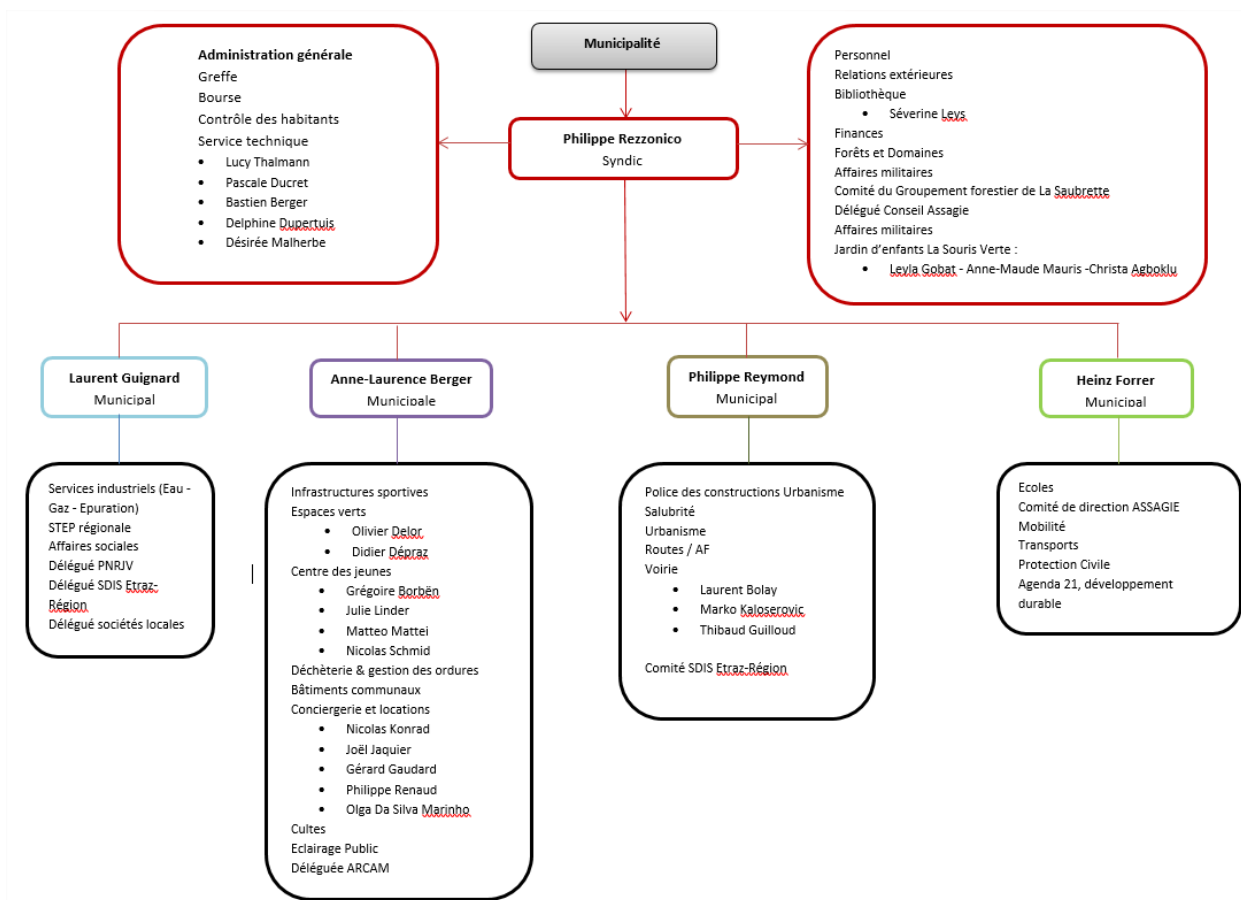 Municipalité
Administration générale
Greffe
Bourse
Contrôle des habitants
Service technique
• Lucy Thalmann
• Pascale Ducret
• Bastien Berger
• Delphine Dupertuis
• Désirée Malherbe
Philippe Rezzonico
Syndic
Personnel
Relations extérieures
Bibliothèque
• Séverine Leys
Finances
Forêts et Domaines
Affaires militaires
Comité du Groupement forestier de La Saubrette
Délégué Conseil Assagie
Affaires militaires
Jardin d'enfants La Souris Verte :
• Leyla Gobat - Anne-Maude Mauris -Christa Agboklu
Laurent Guignard
Municipal
Services industriels (Eau -
Gaz - Epuration)
STEP régionale
Affaires sociales
Délégué PNRJV
Délégué SDIS Etraz-
Région
Délégué sociétés locales
Anne-Laurence Berger
Municipale
Infrastructures sportives
Espaces verts
• Olivier Delor
• Didier Dépraz
Centre des jeunes
• Grégoire Borbën
• Julie Linder
• Matteo Mattei
• Nicolas Schmid
Déchèterie & gestion des ordures
Bâtiments communaux
Conciergerie et locations
• Nicolas Konrad
• Joël Jaquier
• Gérard Gaudard
• Philippe Renaud
• Olga Da Silva Marinho
Cultes
Eclairage Public
Déléguée ARCAM
Philippe Reymond
Municipal
Police des constructions Urbanisme
Salubrité
Urbanisme
Routes / AF
Voirie
• Laurent Bolay
• Marko Kaloserovic
• Thibaud Guilloud
Comité SDIS Etraz-Région
Heinz Forrer
Municipal
Ecoles
Comité de direction ASSAGIE
Mobilité
Transports
Protection Civile
Agenda 21, développement
durable